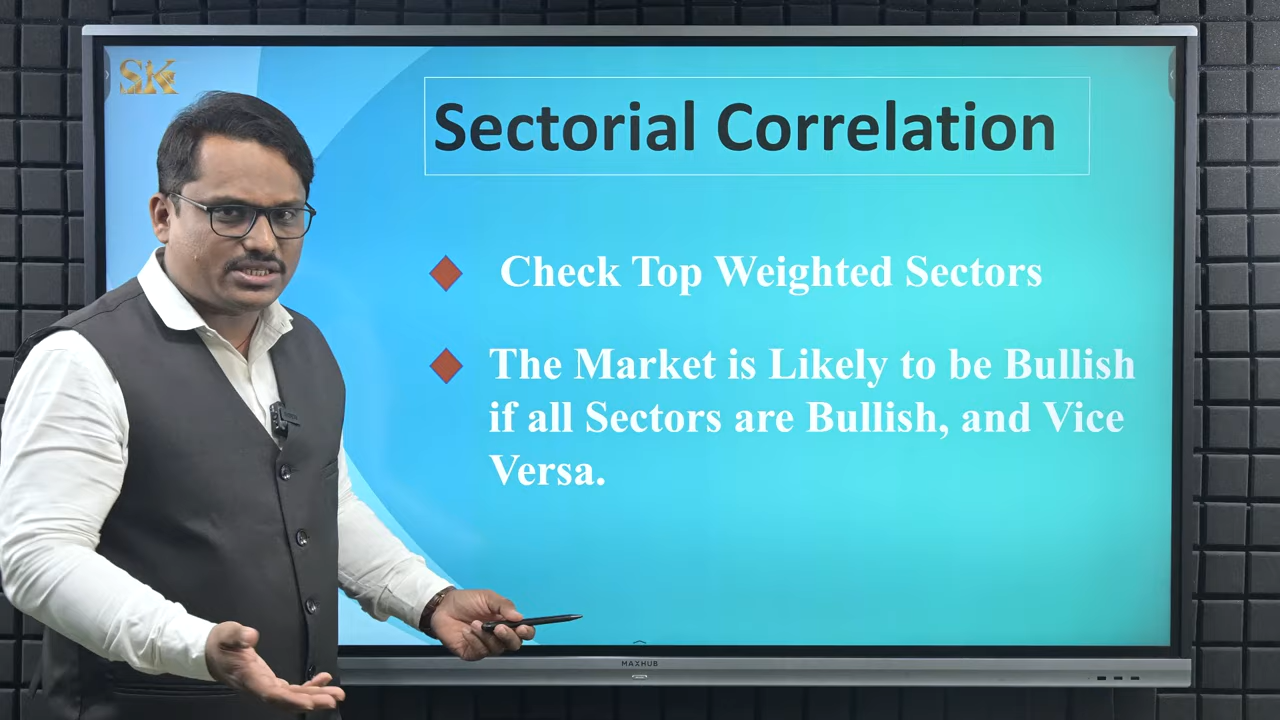 SK
Sectorial Correlation
Check Top Weighted Sectors
The Market is Likely to be Bullish
if all Sectors are Bullish, and Vice
Versa.
MAXHUB